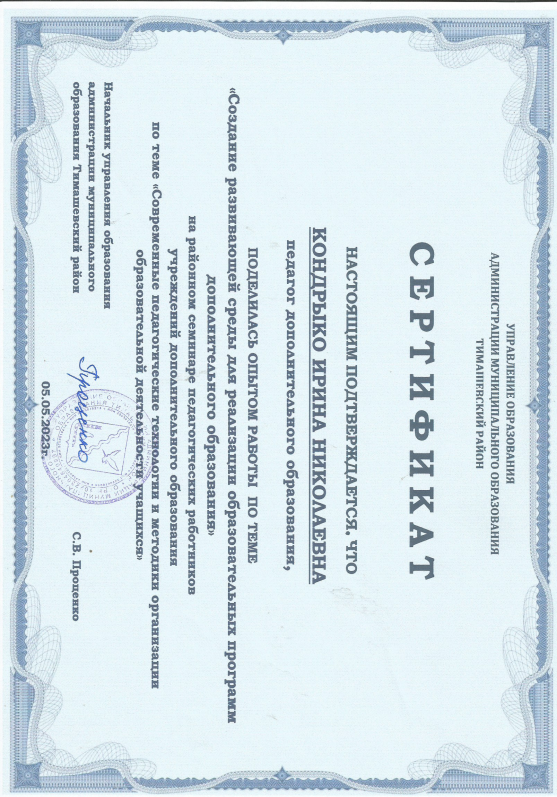 УПРАВЛЕНИЕ ОБРАЗОВАНИЯ
АДМИНИСТРАЦИИ МУНИЦИПАЛЬНОГО ОБРАЗОВАНИЯ
ТИМАШЕВСКИЙ РАЙОН
СЕРТИФИКАТ
НАСТОЯЩИМ ПОДТВЕРЖДАЕТСЯ, ЧТО
КОНДРЫКО ИРИНА НИКОЛАЕВНА
педагог дополнительного образования,
ПОДЕЛИЛАСЬ ОПЫТОМ РАБОТЫ ПО ТЕМЕ
«Создание развивающей среды для реализации образовательных программ
дополнительного образования»
на районном семинаре педагогических работников
учреждений дополнительного образования
по теме «Современные педагогические технологии и методики организации
образовательной деятельности учащихся»
Начальник управления образования
администрации муниципального
образования Тимашевский район
Проценко
С.В. Проценко
05.05.2023г.